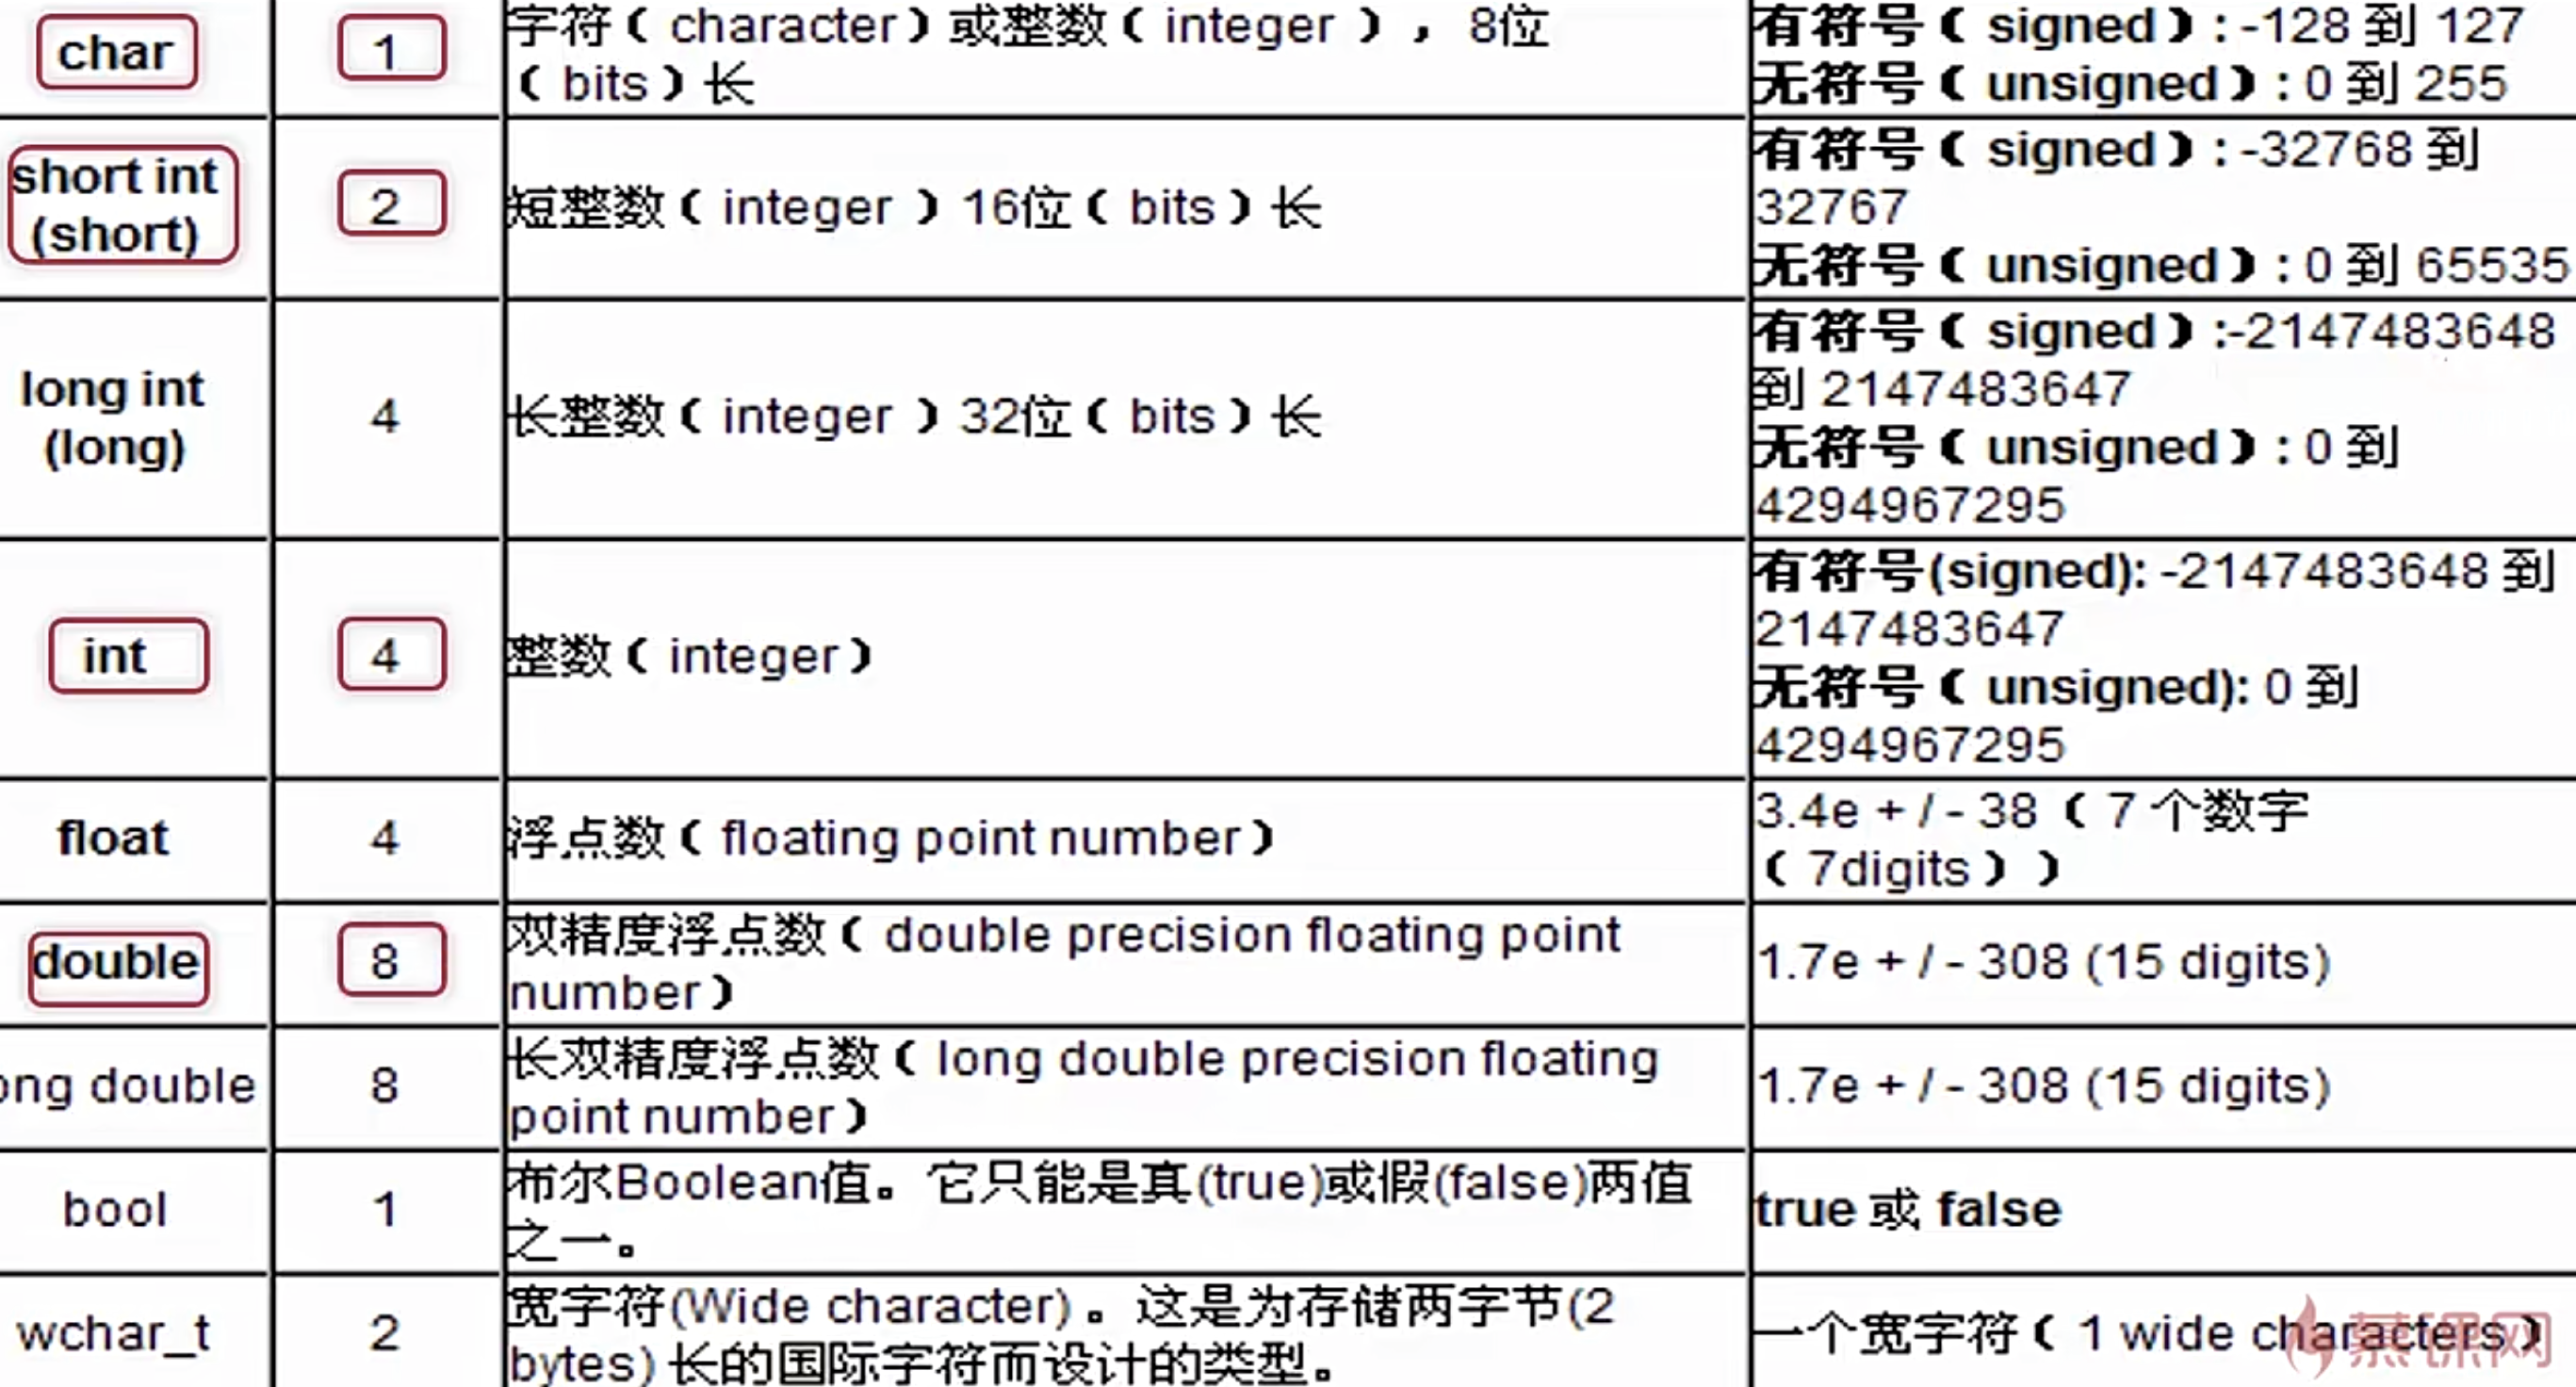 char
1
字符（character）或整数（integer），8位
（bits）长
有符号（signed）: -128 到 127
无符号（unsigned）: 0 到 255
short int
(short)
2
短整数（integer）16位（bits）长
有符号（signed）: -32768 到
32767
无符号（unsigned）: 0 到 65535
long int
(long)
4
长整数（integer）32位（bits）长
有符号（signed）:-2147483648
到 2147483647
无符号（unsigned）: 0 到
4294967295
int
4
整数（integer）
有符号(signed): -2147483648 到
2147483647
无符号（unsigned): 0 到
4294967295
float
4
浮点数（floating point number）
3.4e + / - 38（7 个数字
（7digits））
double
8
双精度浮点数（double precision floating point
number）
1.7e + / - 308 (15 digits)
ong double
8
长双精度浮点数（long double precision floating
point number）
1.7e + / - 308 (15 digits)
bool
1
布尔Boolean值。它只能是真(true)或假(false)两值
之一。
true 或 false
wchar_t
2
宽字符(Wide character)。这是为存储两字节(2
bytes) 长的国际字符而设计的类型。
一个宽字符（1 wide characters）
慕课网